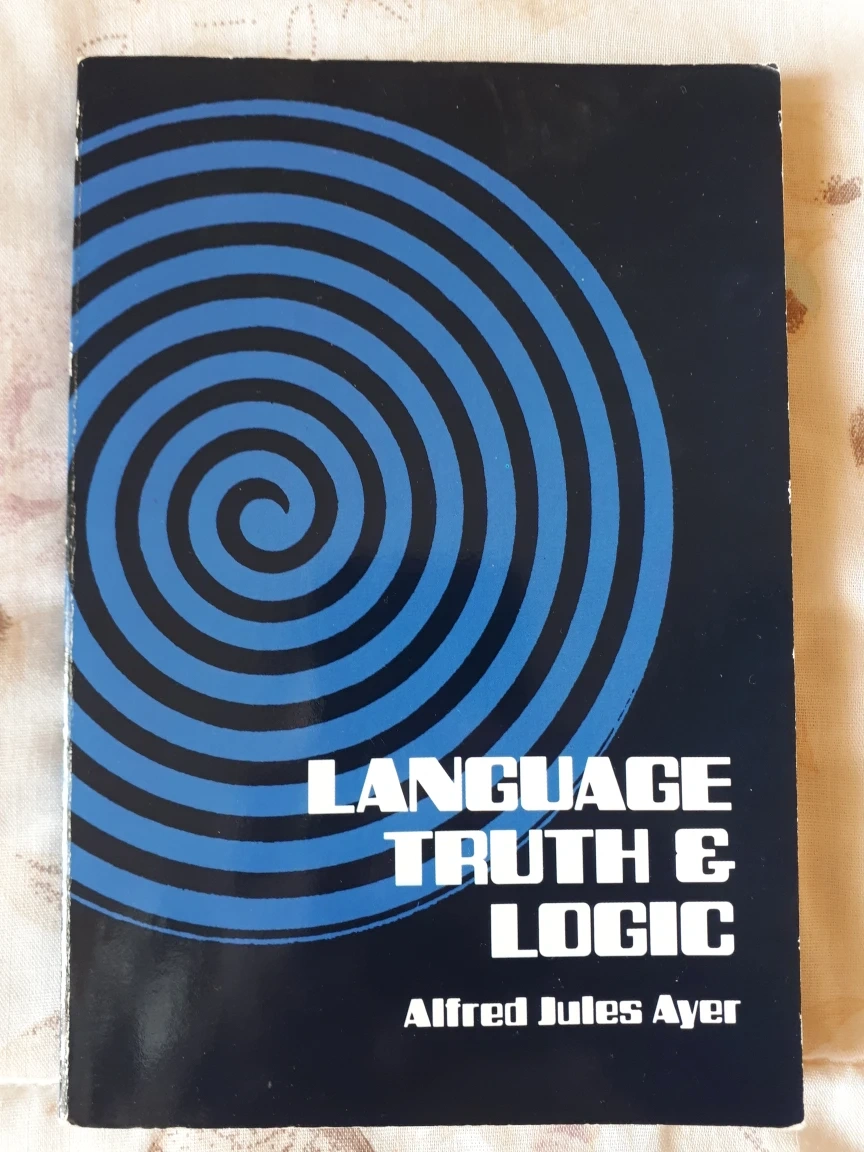 LANGUAGE
TRUTH &
LOGIC
Alfred Jules Ayer